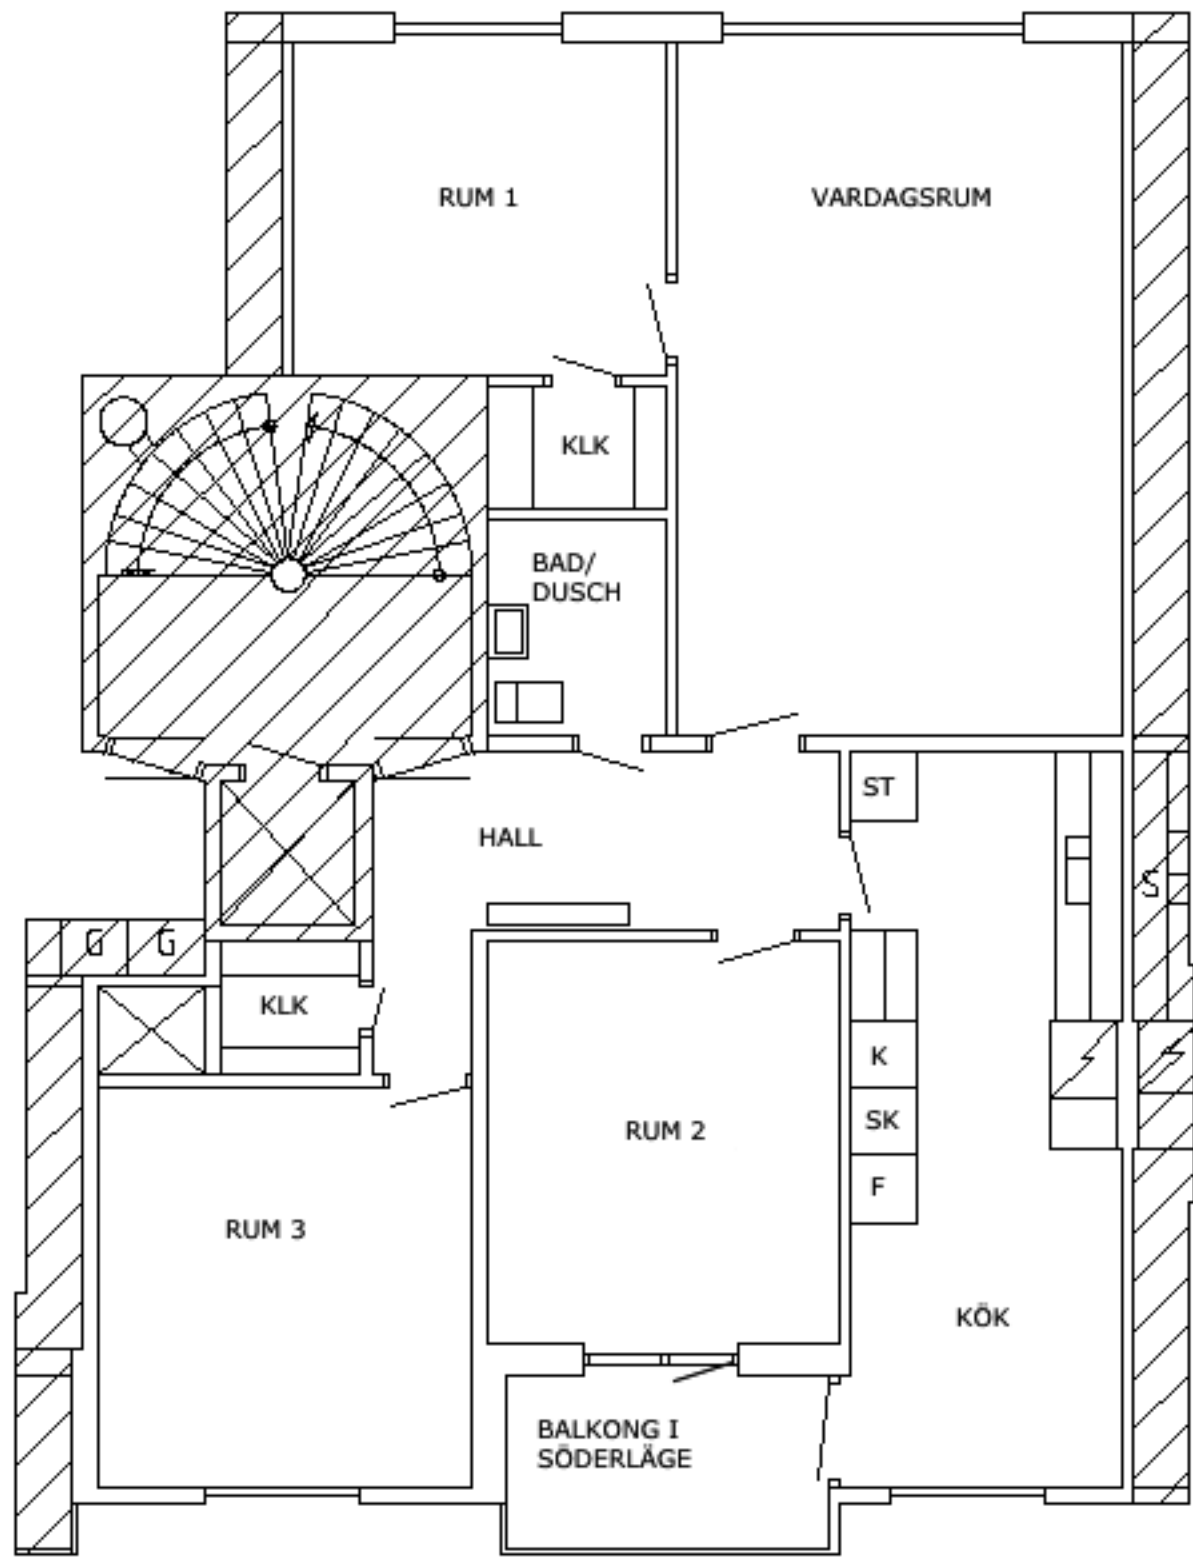 RUM 1
VARDAGSRUM
KLK
BAD/
DUSCH
ST
HALL
S
G G
KLK
K
SK
RUM 2
F
RUM 3
KÖK
BALKONG I
SÖDERLÄGE